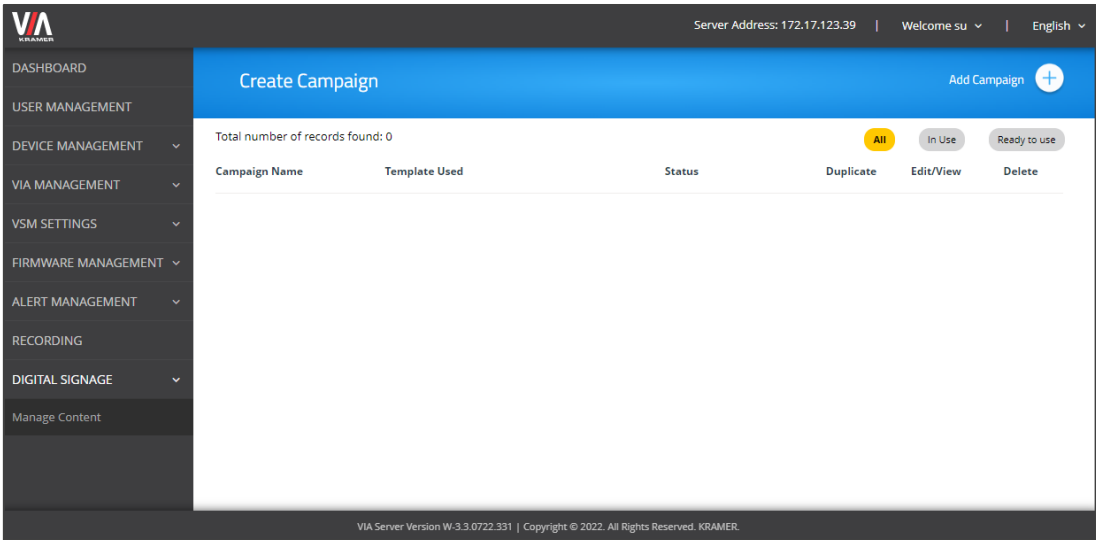 VIA
KRAMER
Server Address: 172.17.123.39 | Welcome su | English
DASHBOARD
USER MANAGEMENT
DEVICE MANAGEMENT
VIA MANAGEMENT
VSM SETTINGS
FIRMWARE MANAGEMENT
ALERT MANAGEMENT
RECORDING
DIGITAL SIGNAGE
Manage Content
Create Campaign
Add Campaign
Total number of records found: 0
All In Use Ready to use
Campaign Name Template Used Status Duplicate Edit/View Delete
VIA Server Version W-3.3.0722.331 | Copyright © 2022. All Rights Reserved. KRAMER.